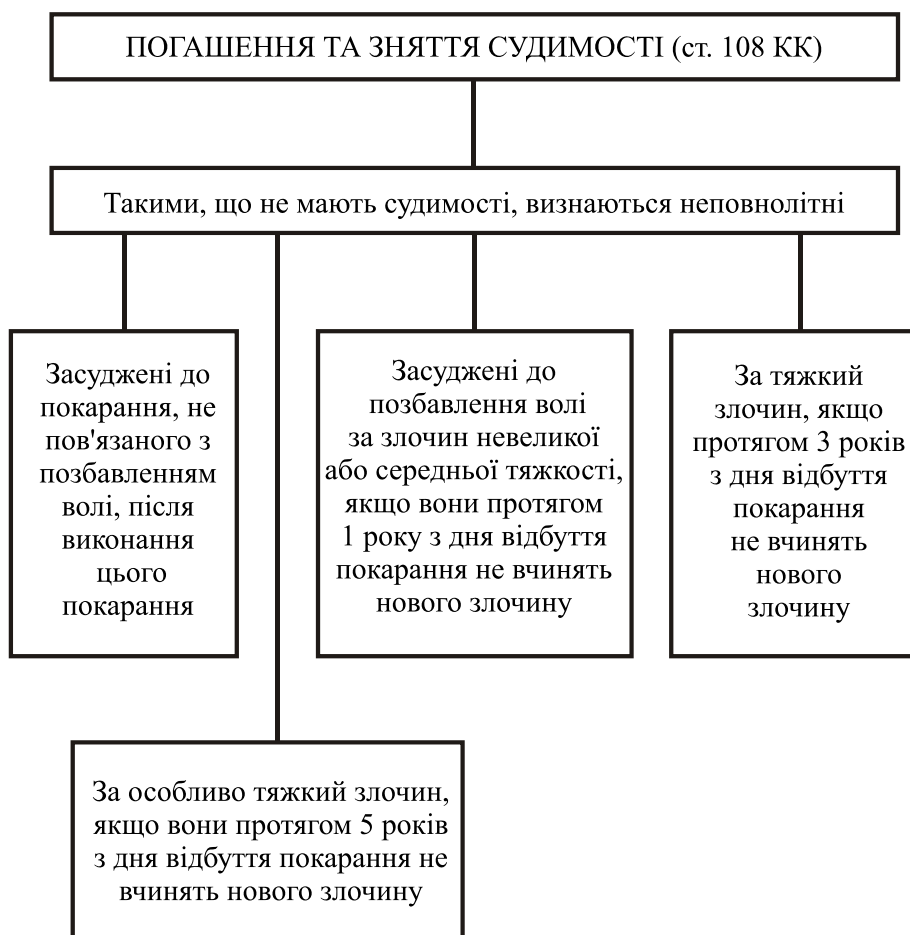 ПОГАШЕННЯ ТА ЗНЯТТЯ СУДИМОСТІ (ст. 108 КК)
Такими, що не мають судимості, визнаються неповнолітні
Засуджені до
покарання, не
пов'язаного з
позбавленням
волі, після
виконання
цього
покарання
Засуджені до
позбавлення волі
за злочин невеликої
або середньої тяжкості,
якщо вони протягом
1 року з дня відбуття
покарання не вчинять
нового злочину
За тяжкий
злочин, якщо
протягом 3 років
з дня відбуття
покарання
не вчинять
нового
злочину
За особливо тяжкий злочин,
якщо вони протягом 5 років
з дня відбуття покарання не
вчинять нового злочину